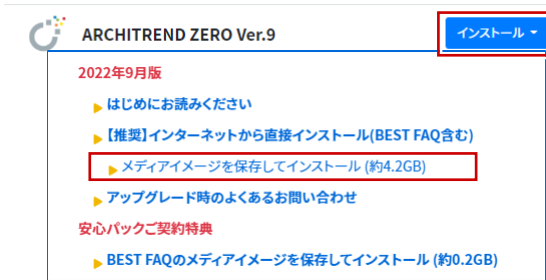 ARCHITREND ZERO Ver.9
インストール
2022年9月版
はじめにお読みください
【推奨】インターネットから直接インストール(BEST FAQ含む)
メディアイメージを保存してインストール (約4.2GB)
アップグレード時のよくあるお問い合わせ
安心パックご契約特典
BEST FAQのメディアイメージを保存してインストール (約0.2GB)